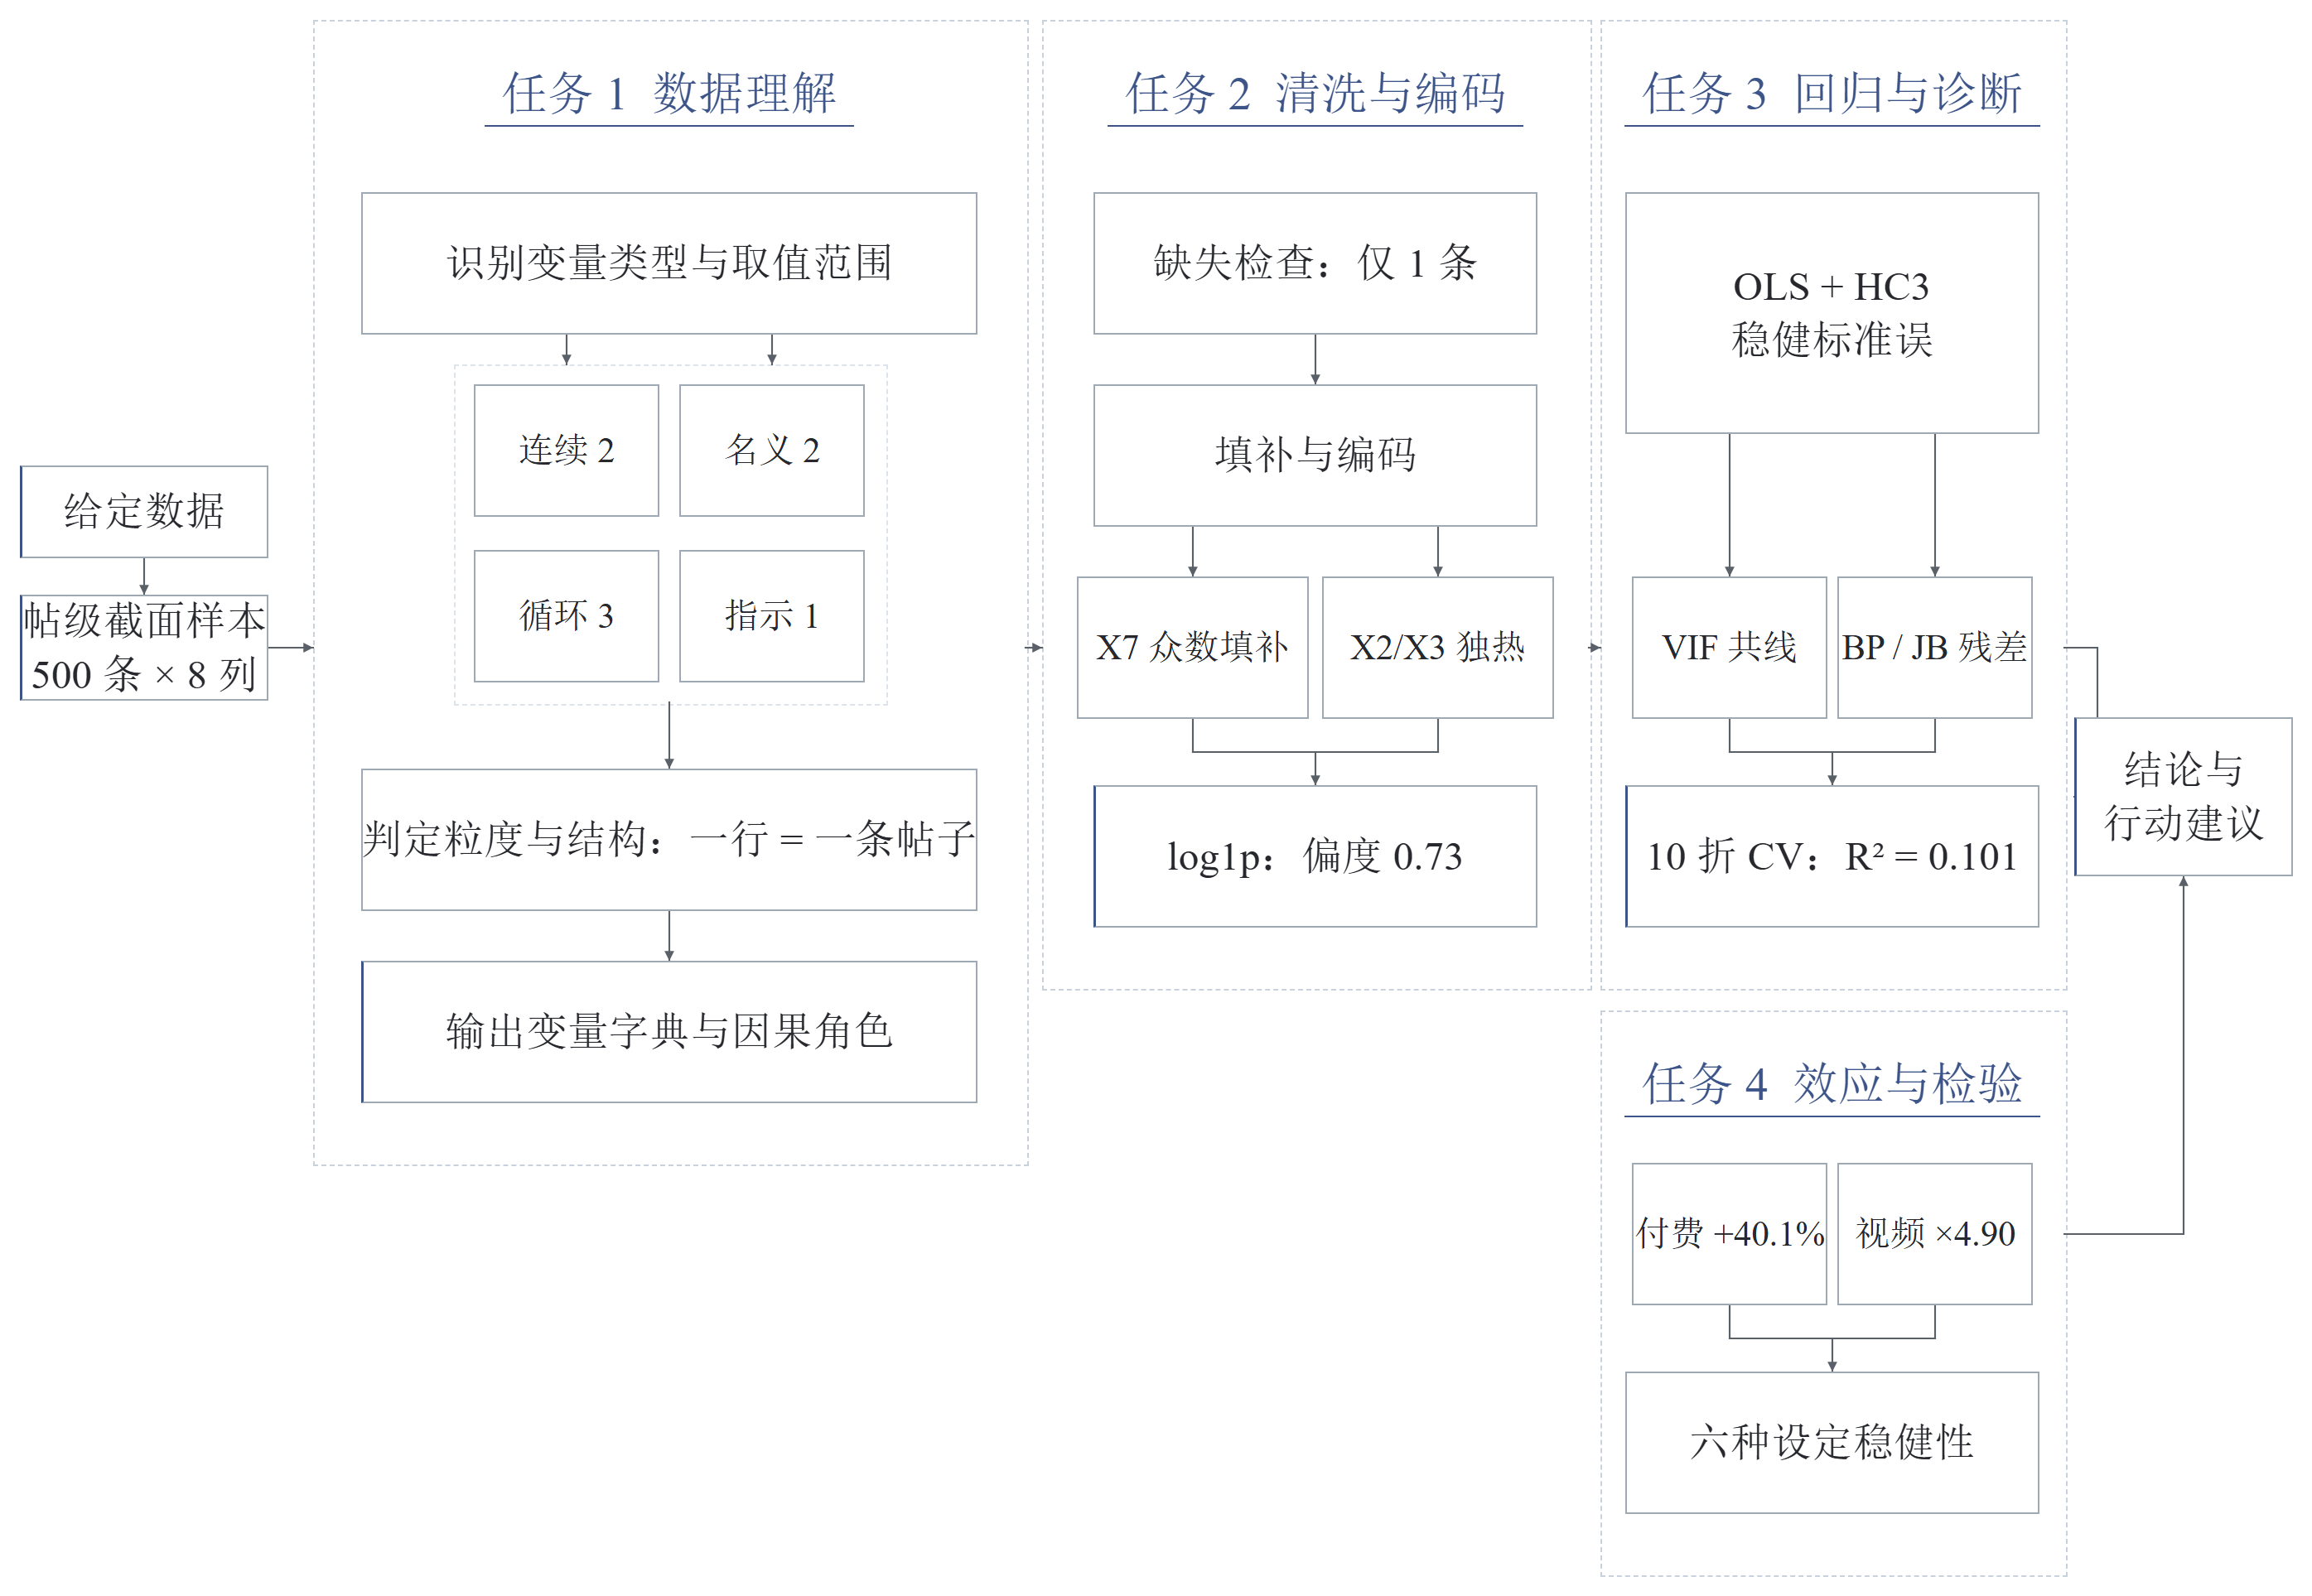 给定数据
帖级截面样本
500 条 × 8 列
任务 1 数据理解
识别变量类型与取值范围
连续 2
名义 2
循环 3
指示 1
判定粒度与结构：一行 = 一条帖子
输出变量字典与因果角色
任务 2 清洗与编码
缺失检查：仅 1 条
填补与编码
X7 众数填补
X2/X3 独热
log1p：偏度 0.73
任务 3 回归与诊断
OLS + HC3
稳健标准误
VIF 共线
BP / JB 残差
10 折 CV：R² = 0.101
任务 4 效应与检验
付费 +40.1%
视频 ×4.90
六种设定稳健性
结论与
行动建议